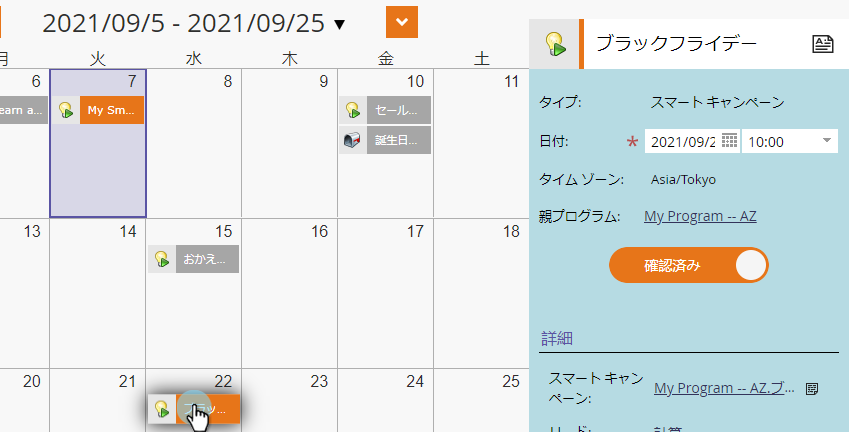 2021/09/5 - 2021/09/25
月 火 水 木 金 土
6 7 8 9 10 11
earn a... My Sm... セール...
誕生日...
13 14 15 16 17 18
おかえ...
20 21 22 23 24 25
ブラックフライデー
タイプ: スマート キャンペーン
日付: * 2021/09/2 10:00
タイム ゾーン: Asia/Tokyo
親プログラム: My Program -- AZ
確認済み
詳細
スマート キャン
ペーン: My Program -- AZ.ブ...